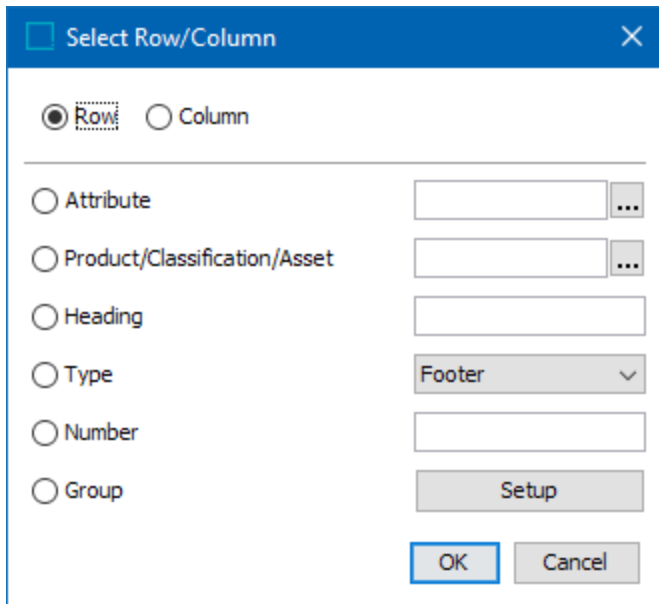 Select Row/Column
Row Column
Attribute ...
Product/Classification/Asset ...
Heading
Type Footer
Number
Group Setup
OK Cancel